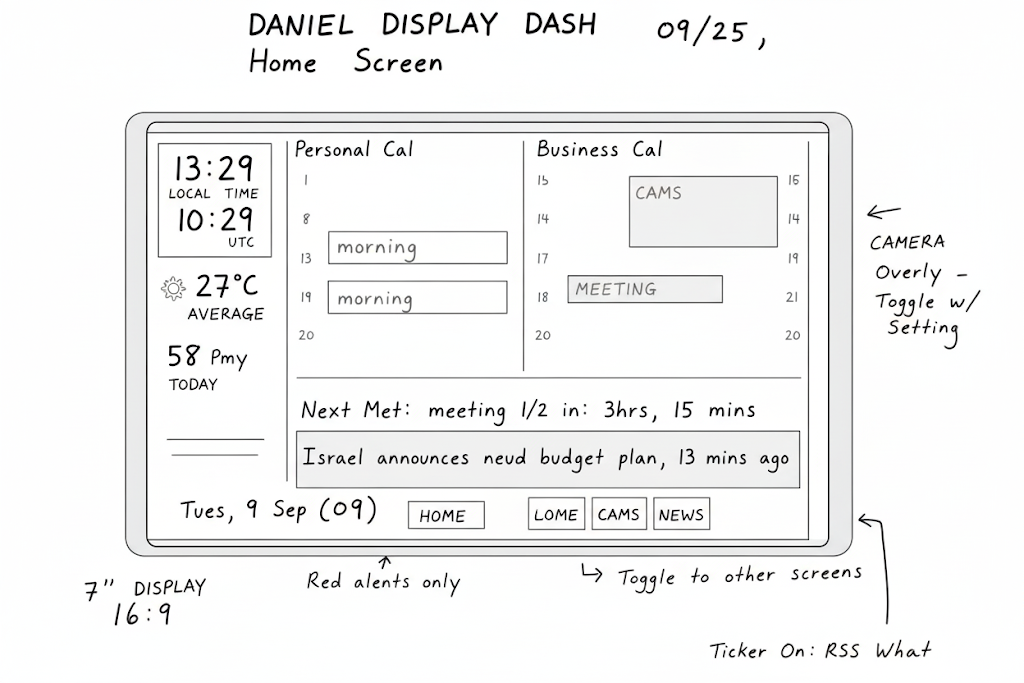 DANIEL DISPLAY DASH 09/25,
Home Screen
13:29
LOCAL TIME
10:29
UTC
27°C
AVERAGE
58 Pmy
TODAY
Personal Cal
1
8
13
19
20
morning
morning
Business Cal
15
14
17
18
20
CAMS
MEETING
16
14
19
21
20
Next Met: meeting 1/2 in: 3hrs, 15 mins
Israel announces neud budget plan, 13 mins ago
Tues, 9 Sep (09)
HOME
LOME
CAMS
NEWS
CAMERA
Overly -
Toggle w/
Setting
7" DISPLAY
16:9
Red alents only
Toggle to other screens
Ticker On: RSS What